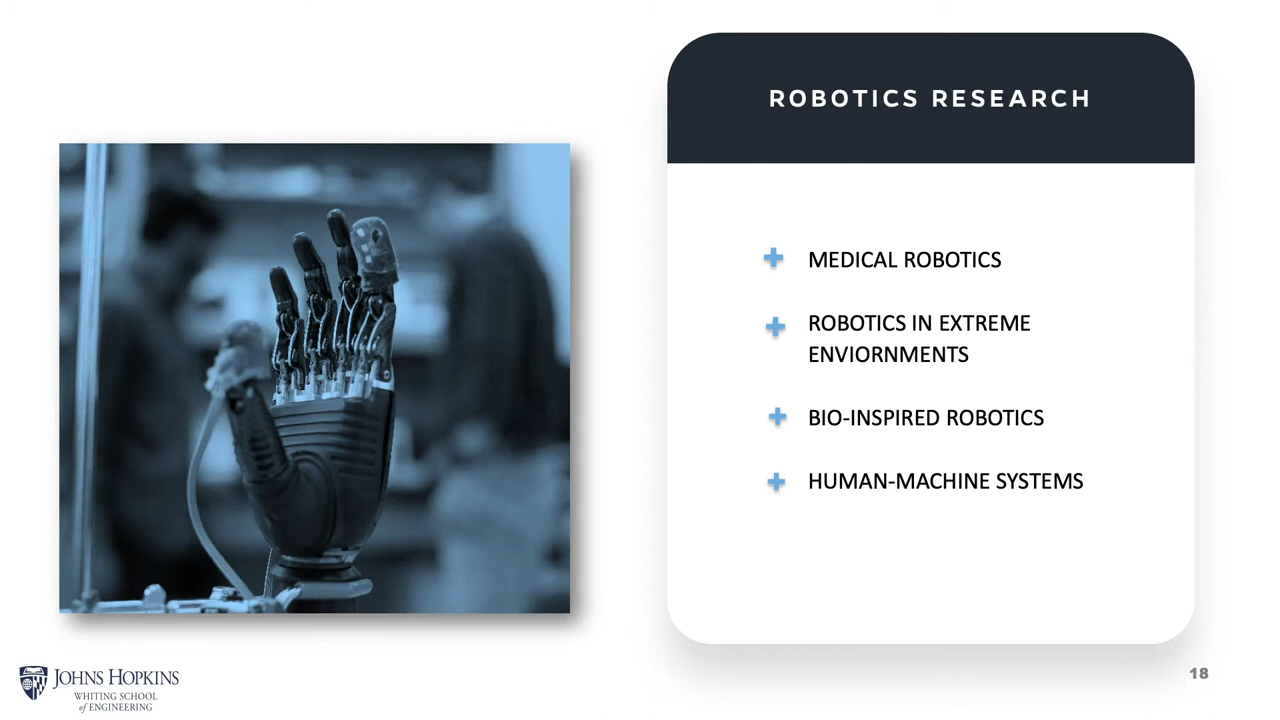 ROBOTICS RESEARCH
MEDICAL ROBOTICS
ROBOTICS IN EXTREME
ENVIORNMENTS
BIO-INSPIRED ROBOTICS
HUMAN-MACHINE SYSTEMS
JOHNS HOPKINS
WHITING SCHOOL
of ENGINEERING
18